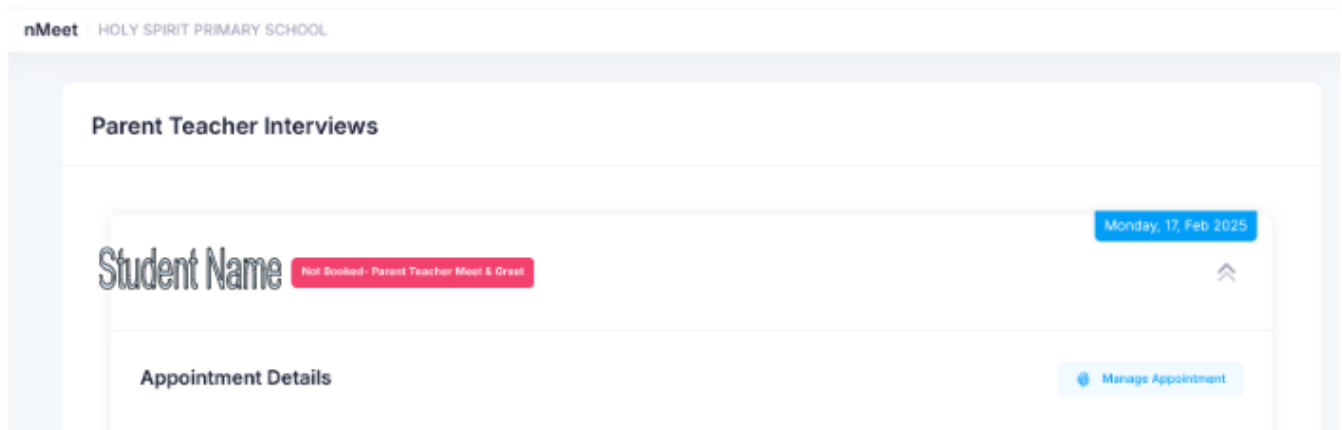 nMeet HOLY SPIRIT PRIMARY SCHOOL
Parent Teacher Interviews
Monday, 17, Feb 2025
Student Name Not Booked- Parent Teacher Meet & Greet
Appointment Details Manage Appointment